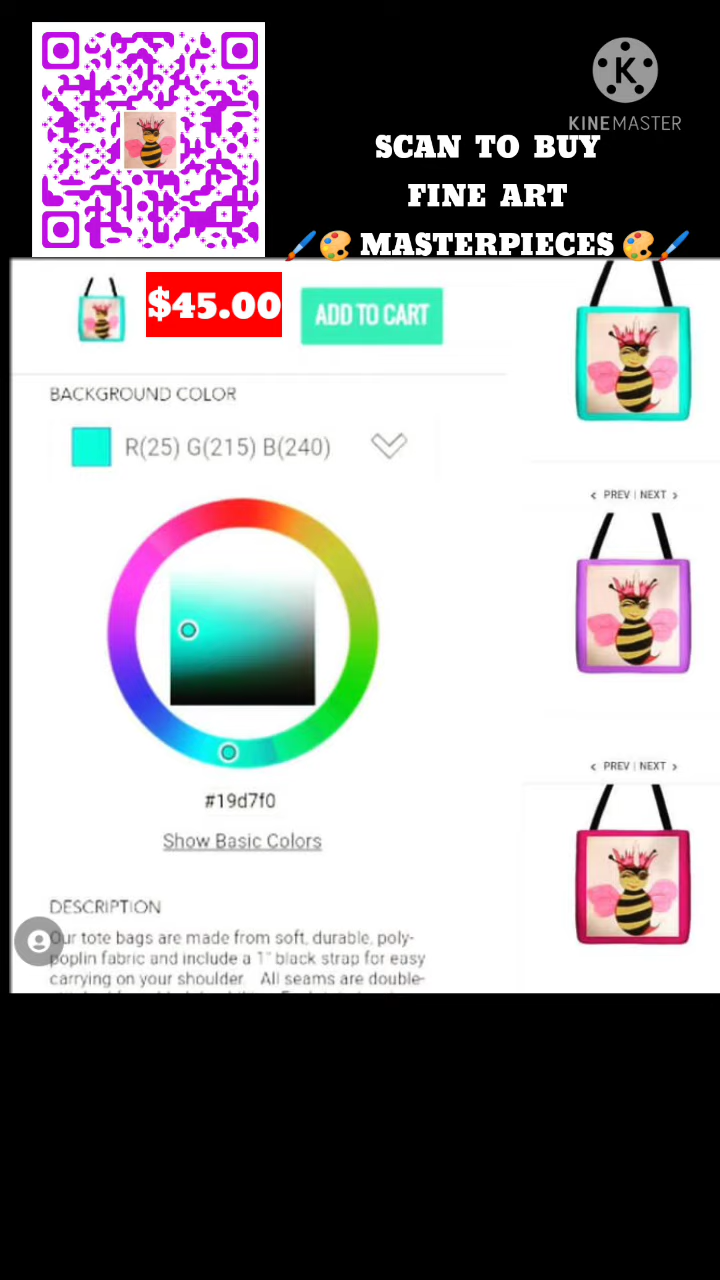 K
KINEMASTER
SCAN TO BUY
FINE ART
MASTERPIECES
$45.00
ADD TO CART
BACKGROUND COLOR
R(25) G(215) B(240)
#19d7f0
Show Basic Colors
DESCRIPTION
Our tote bags are made from soft, durable, poly-
poplin fabric and include a 1" black strap for easy
carrying on your shoulder. All seams are double-
< PREV | NEXT >
< PREV | NEXT >